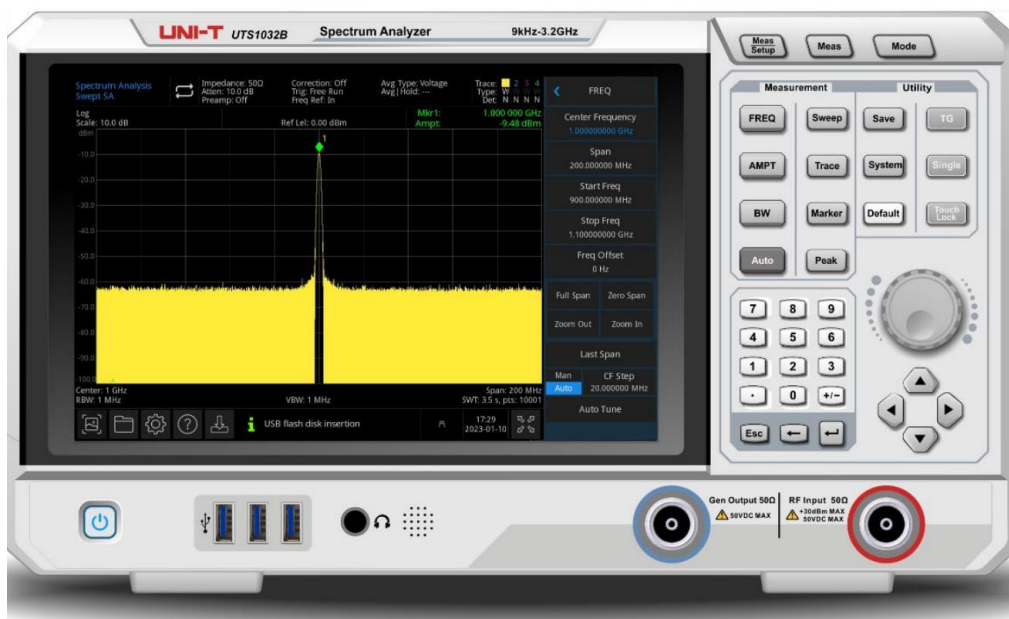 UNI-T UTS1032B Spectrum Analyzer 9kHz-3.2GHz
Spectrum Analysis
Swept SA
Impedance: 50Ω
Atten: 10.0 dB
Preamp: Off
Correction: Off
Trig: Free Run
Freq Ref: In
Avg Type: Voltage
Avg|Hold: ---
Trace: 2 3 4
Type: W W W W
Det: N N N N
Log
Scale: 10.0 dB
Ref Lel: 0.00 dBm
Mkr1: 1.000 000 GHz
Ampt: -9.48 dBm
dBm
1
-10.0
-20.0
-30.0
-40.0
-50.0
-60.0
-70.0
-80.0
-90.0
-100.0
Center: 1 GHz
RBW: 1 MHz
VBW: 1 MHz
Span: 200 MHz
SWT: 3.5 s, pts: 10001
USB flash disk insertion
17:29
2023-01-10
FREQ
Center Frequency
1.000000000 GHz
Span
200.000000 MHz
Start Freq
900.000000 MHz
Stop Freq
1.100000000 GHz
Freq Offset
0 Hz
Full Span Zero Span
Zoom Out Zoom In
Last Span
Man
Auto
CF Step
20.000000 MHz
Auto Tune
Meas
Setup
Meas
Mode
Measurement
Utility
FREQ Sweep Save TG
AMPT Trace System Single
BW Marker Default Touch
Lock
Auto Peak
7 8 9
4 5 6
1 2 3
. 0 +/-
Esc
Gen Output 50Ω
50VDC MAX
RF Input 50Ω
+30dBm MAX
50VDC MAX